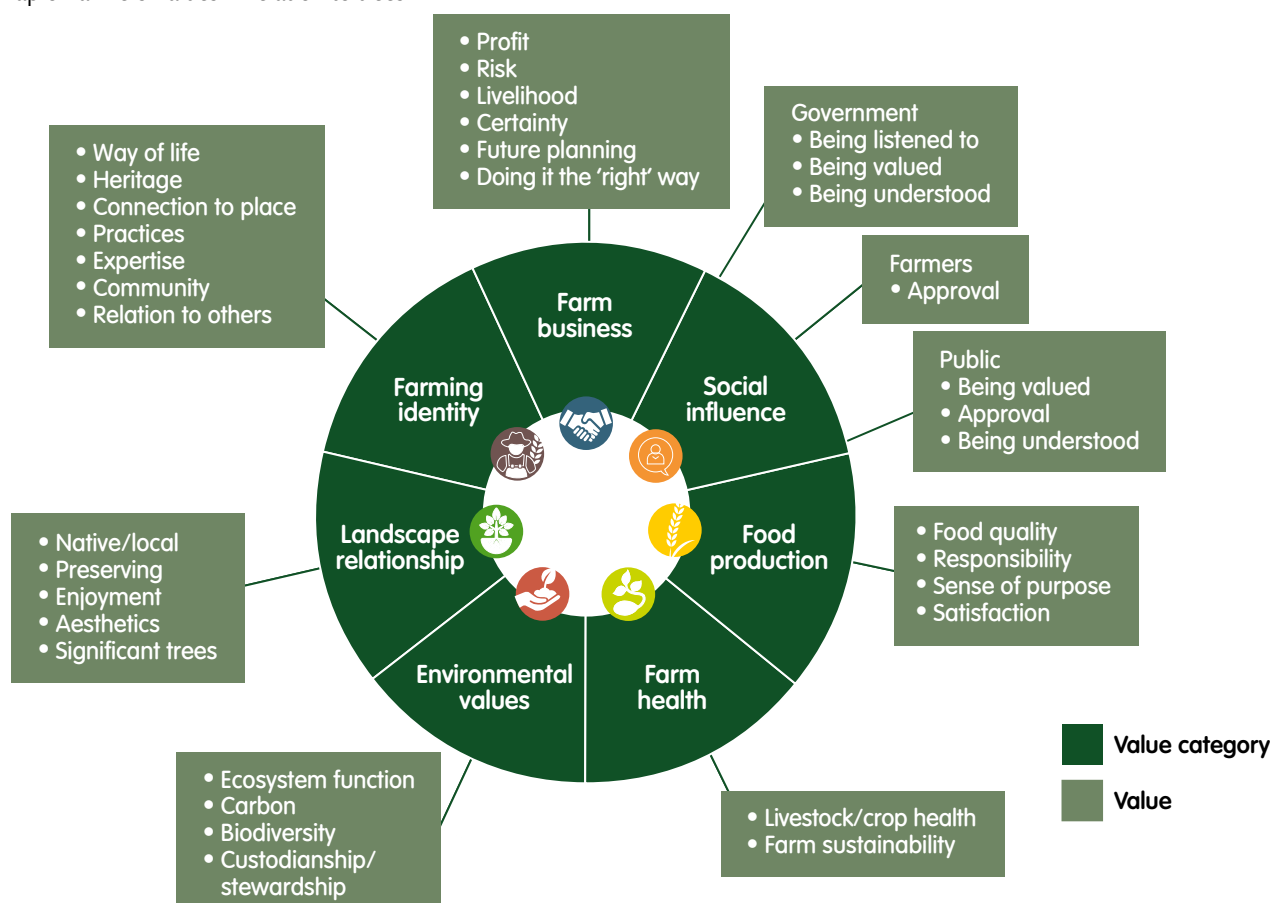 • Profit
• Risk
• Livelihood
• Certainty
• Future planning
• Doing it the ‘right’ way
Government
• Being listened to
• Being valued
• Being understood
• Way of life
• Heritage
• Connection to place
• Practices
• Expertise
• Community
• Relation to others
Farmers
• Approval
Public
• Being valued
• Approval
• Being understood
Farm
business
Farming
identity
Social
influence
Landscape
relationship
Food
production
Environmental
values
Farm
health
• Native/local
• Preserving
• Enjoyment
• Aesthetics
• Significant trees
• Food quality
• Responsibility
• Sense of purpose
• Satisfaction
• Ecosystem function
• Carbon
• Biodiversity
• Custodianship/
stewardship
• Livestock/crop health
• Farm sustainability
Value category
Value